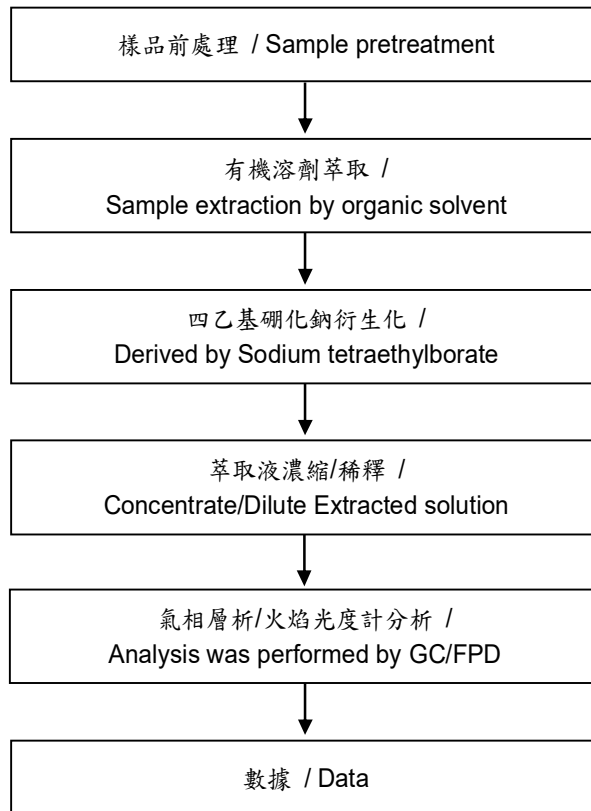 樣品前處理 / Sample pretreatment
有機溶劑萃取 /
Sample extraction by organic solvent
四乙基硼化鈉衍生化 /
Derived by Sodium tetraethylborate
萃取液濃縮/稀釋 /
Concentrate/Dilute Extracted solution
氣相層析/火焰光度計分析 /
Analysis was performed by GC/FPD
數據 / Data